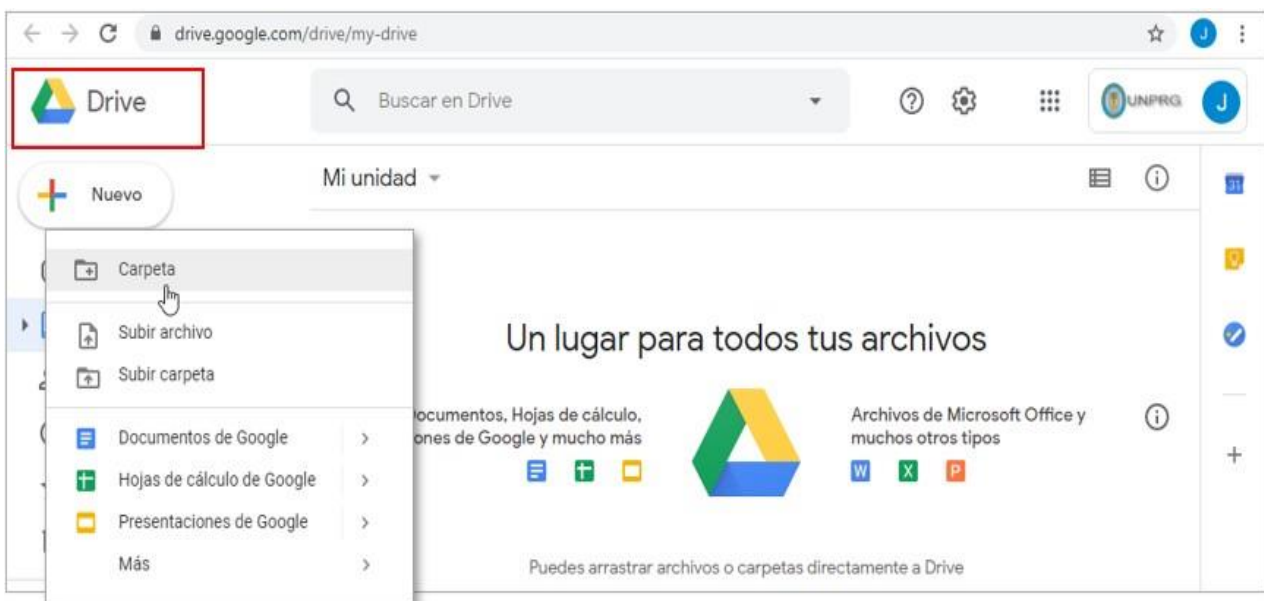 drive.google.com/drive/my-drive
J
Drive
Buscar en Drive
UNPRG
J
Nuevo
Mi unidad
31
Carpeta
Subir archivo
Subir carpeta
Documentos de Google
Hojas de cálculo de Google
Presentaciones de Google
Más
Un lugar para todos tus archivos
ocumentos, Hojas de cálculo,
ones de Google y mucho más
Archivos de Microsoft Office y
muchos otros tipos
W X P
Puedes arrastrar archivos o carpetas directamente a Drive